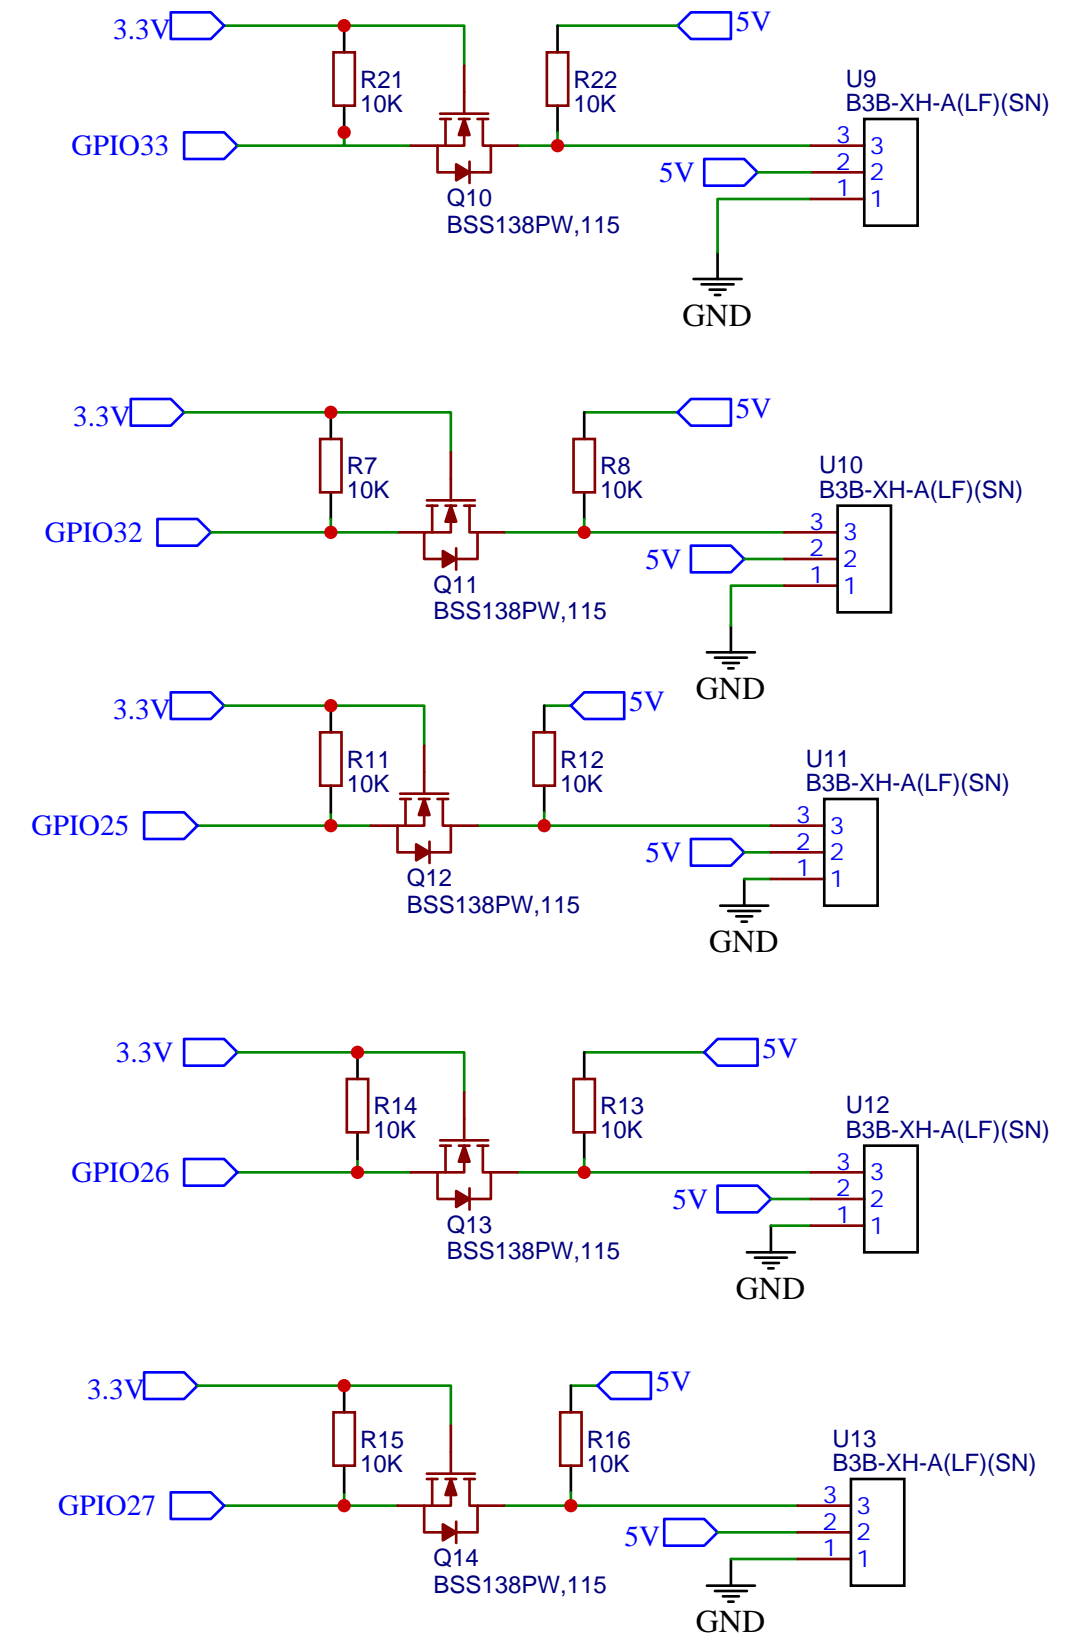 3.3V
5V
R21
10K
R22
10K
U9
B3B-XH-A(LF)(SN)
GPIO33
3
3
5V
2
2
1
1
Q10
BSS138PW,115
GND
3.3V
5V
R7
10K
R8
10K
U10
B3B-XH-A(LF)(SN)
GPIO32
3
3
5V
2
2
1
1
Q11
BSS138PW,115
GND
3.3V
5V
R11
10K
R12
10K
U11
B3B-XH-A(LF)(SN)
GPIO25
3
3
5V
2
2
1
1
Q12
BSS138PW,115
GND
3.3V
5V
R14
10K
R13
10K
U12
B3B-XH-A(LF)(SN)
GPIO26
3
3
5V
2
2
1
1
Q13
BSS138PW,115
GND
3.3V
5V
R15
10K
R16
10K
U13
B3B-XH-A(LF)(SN)
GPIO27
3
3
5V
2
2
1
1
Q14
BSS138PW,115
GND